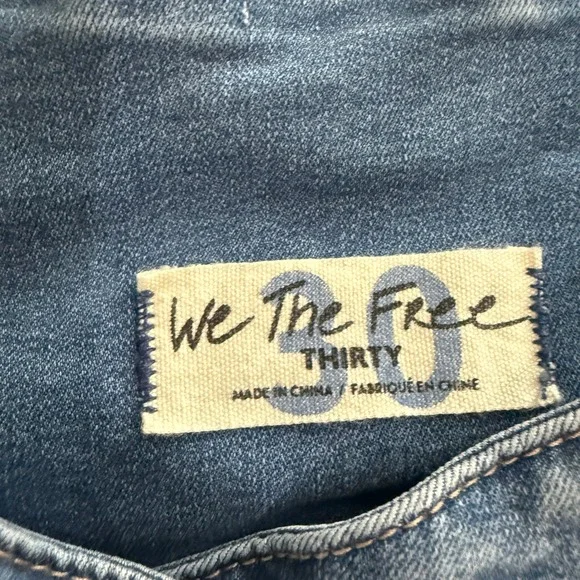 We The Free
30
THIRTY
MADE IN CHINA / FABRIQUÉ EN CHINE